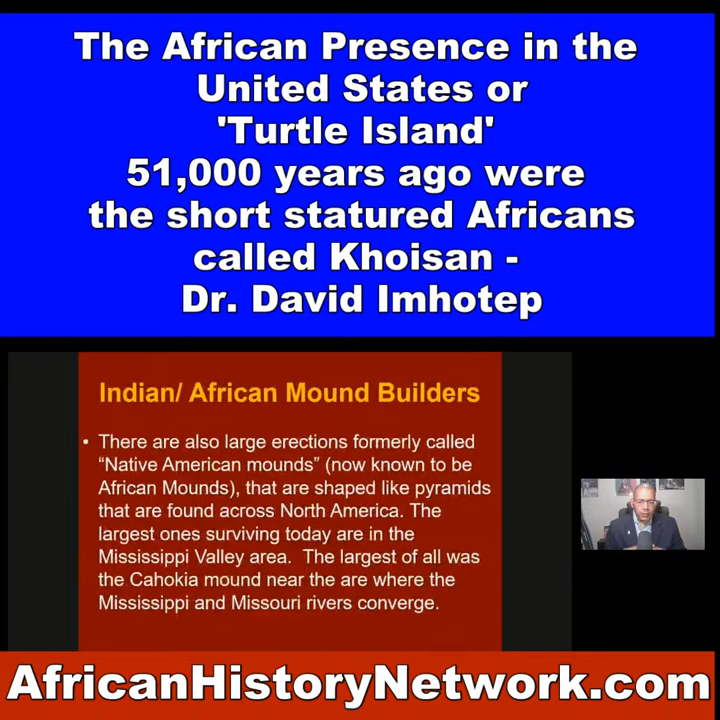 The African Presence in the
United States or
'Turtle Island'
51,000 years ago were
the short statured Africans
called Khoisan -
Dr. David Imhotep
Indian/ African Mound Builders
• There are also large erections formerly called
“Native American mounds” (now known to be
African Mounds), that are shaped like pyramids
that are found across North America. The
largest ones surviving today are in the
Mississippi Valley area. The largest of all was
the Cahokia mound near the are where the
Mississippi and Missouri rivers converge.
AfricanHistoryNetwork.com